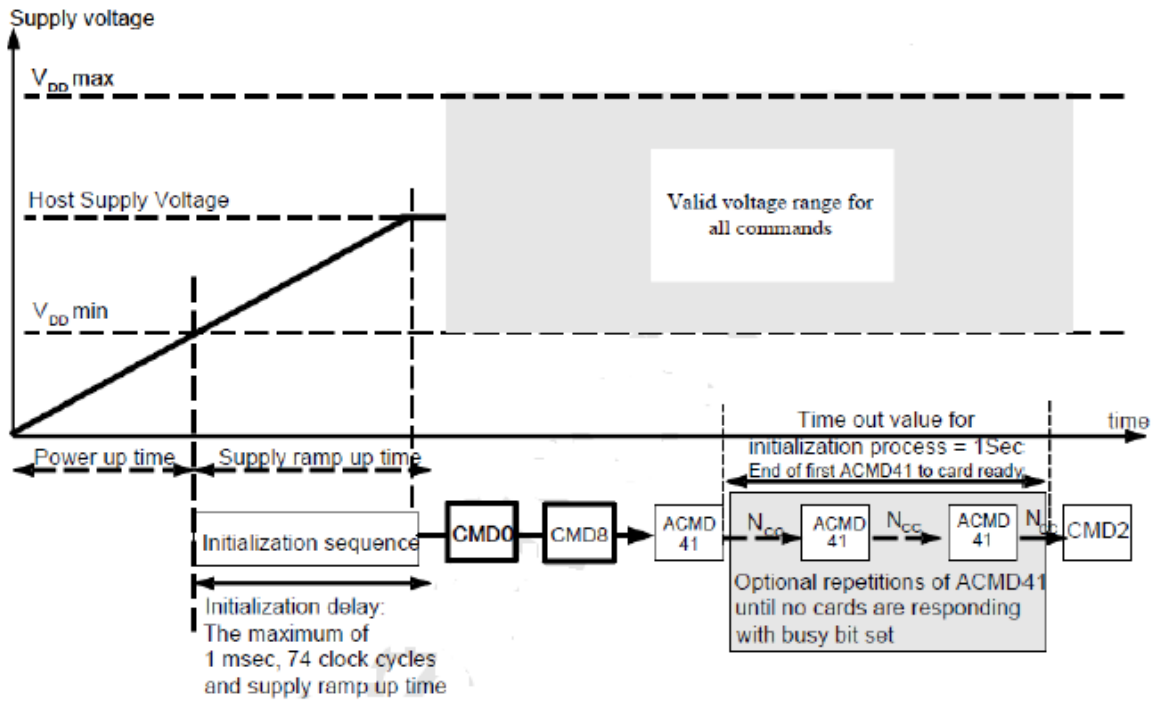 Supply voltage
V_DD max
Host Supply Voltage
Valid voltage range for
all commands
V_DD min
Time out value for
time
initialization process = 1Sec
End of first ACMD41 to card ready
Power up time
Supply ramp up time
Initialization sequence
CMD0
CMD8
ACMD
41
N_CC
ACMD
41
N_CC
ACMD
41
N_CC
CMD2
Optional repetitions of ACMD41
until no cards are responding
with busy bit set
Initialization delay:
The maximum of
1 msec, 74 clock cycles
and supply ramp up time